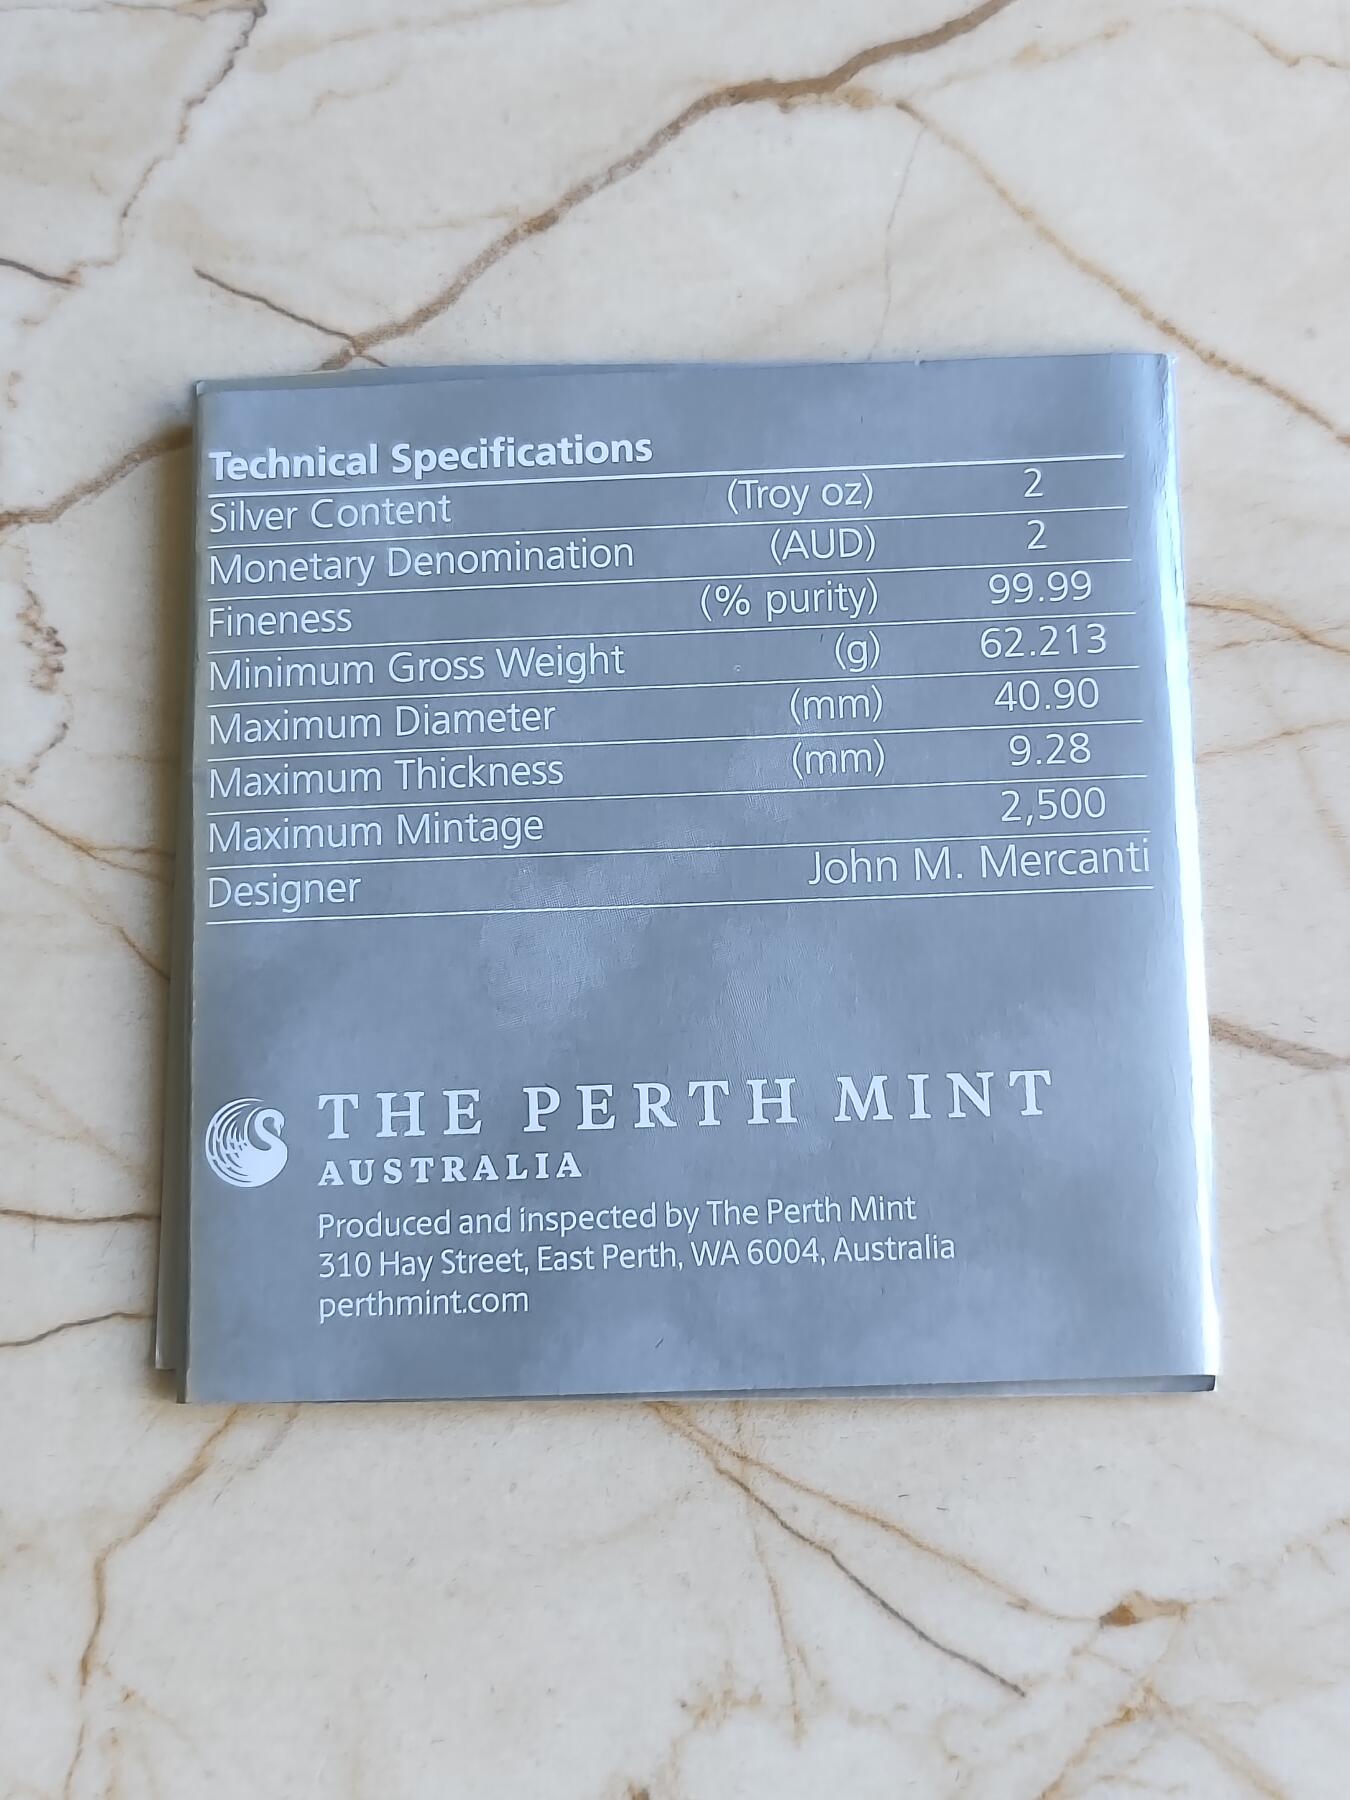 Technical Specifications
Silver Content (Troy oz) 2
Monetary Denomination (AUD) 2
Fineness (% purity) 99.99
Minimum Gross Weight (g) 62.213
Maximum Diameter (mm) 40.90
Maximum Thickness (mm) 9.28
Maximum Mintage 2,500
Designer John M. Mercanti
THE PERTH MINT
AUSTRALIA
Produced and inspected by The Perth Mint
310 Hay Street, East Perth, WA 6004, Australia
perthmint.com